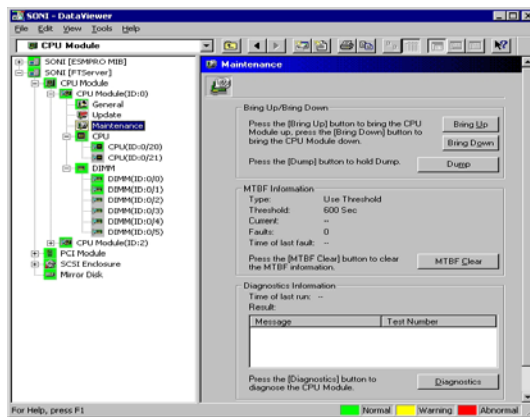 SONI - DataViewer
File Edit View Tools Help
CPU Module
SONI [ESMPRO MIB]
SONI [FTServer]
CPU Module
CPU Module(ID:0)
General
Update
Maintenance
CPU
CPU(ID:0/20)
CPU(ID:0/21)
DIMM
DIMM(ID:0/0)
DIMM(ID:0/1)
DIMM(ID:0/2)
DIMM(ID:0/3)
DIMM(ID:0/4)
DIMM(ID:0/5)
CPU Module(ID:2)
PCI Module
SCSI Enclosure
Mirror Disk
Maintenance
Bring Up/Bring Down
Press the [Bring Up] button to bring the CPU
Module up, press the [Bring Down] button to
bring the CPU Module down.
Bring Up
Bring Down
Press the [Dump] button to hold Dump.
Dump
MTBF Information
Type: Use Threshold
Threshold: 600 Sec
Current: --
Faults: 0
Time of last fault: --
Press the [MTBF Clear] button to clear
the MTBF information.
MTBF Clear
Diagnostics Information
Time of last run: --
Result:
Message Test Number
Press the [Diagnostics] button to
diagnose the CPU Module.
Diagnostics
For Help, press F1
Normal Warning Abnormal